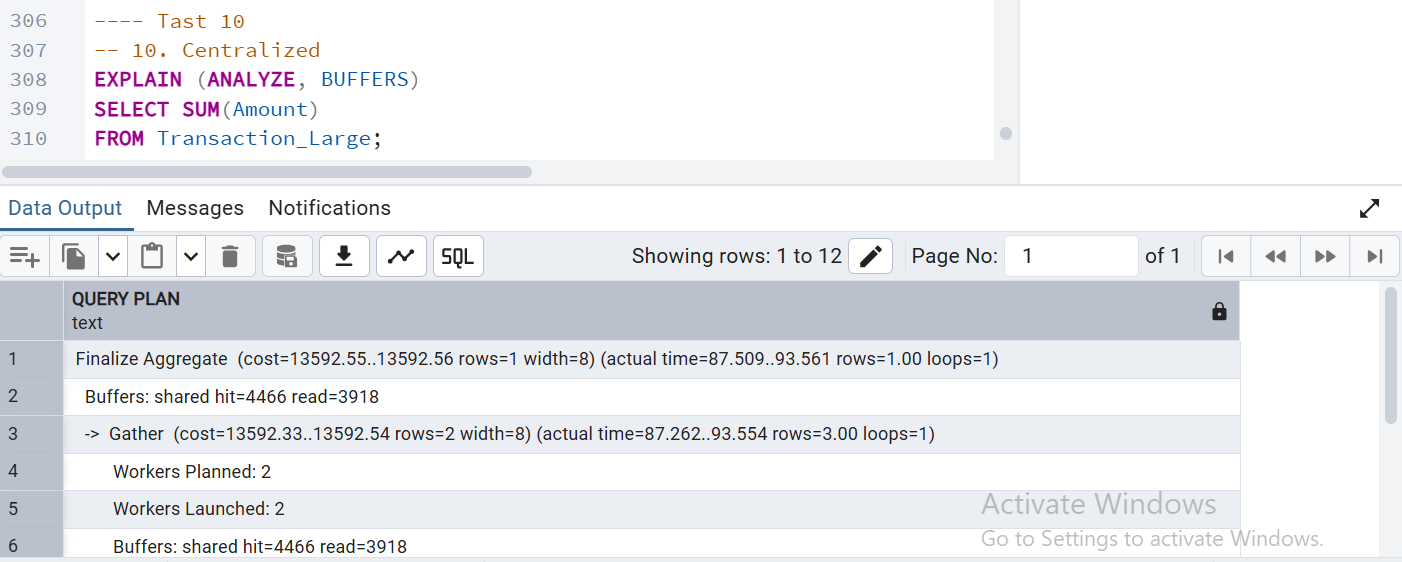 306 ---- Tast 10
307 -- 10. Centralized
308 EXPLAIN (ANALYZE, BUFFERS)
309 SELECT SUM(Amount)
310 FROM Transaction_Large;
Data Output Messages Notifications
SQL Showing rows: 1 to 12 Page No: 1 of 1
QUERY PLAN
text
1 Finalize Aggregate (cost=13592.55..13592.56 rows=1 width=8) (actual time=87.509..93.561 rows=1.00 loops=1)
2 Buffers: shared hit=4466 read=3918
3 -> Gather (cost=13592.33..13592.54 rows=2 width=8) (actual time=87.262..93.554 rows=3.00 loops=1)
4 Workers Planned: 2
5 Workers Launched: 2
6 Buffers: shared hit=4466 read=3918
Activate Windows
Go to Settings to activate Windows.